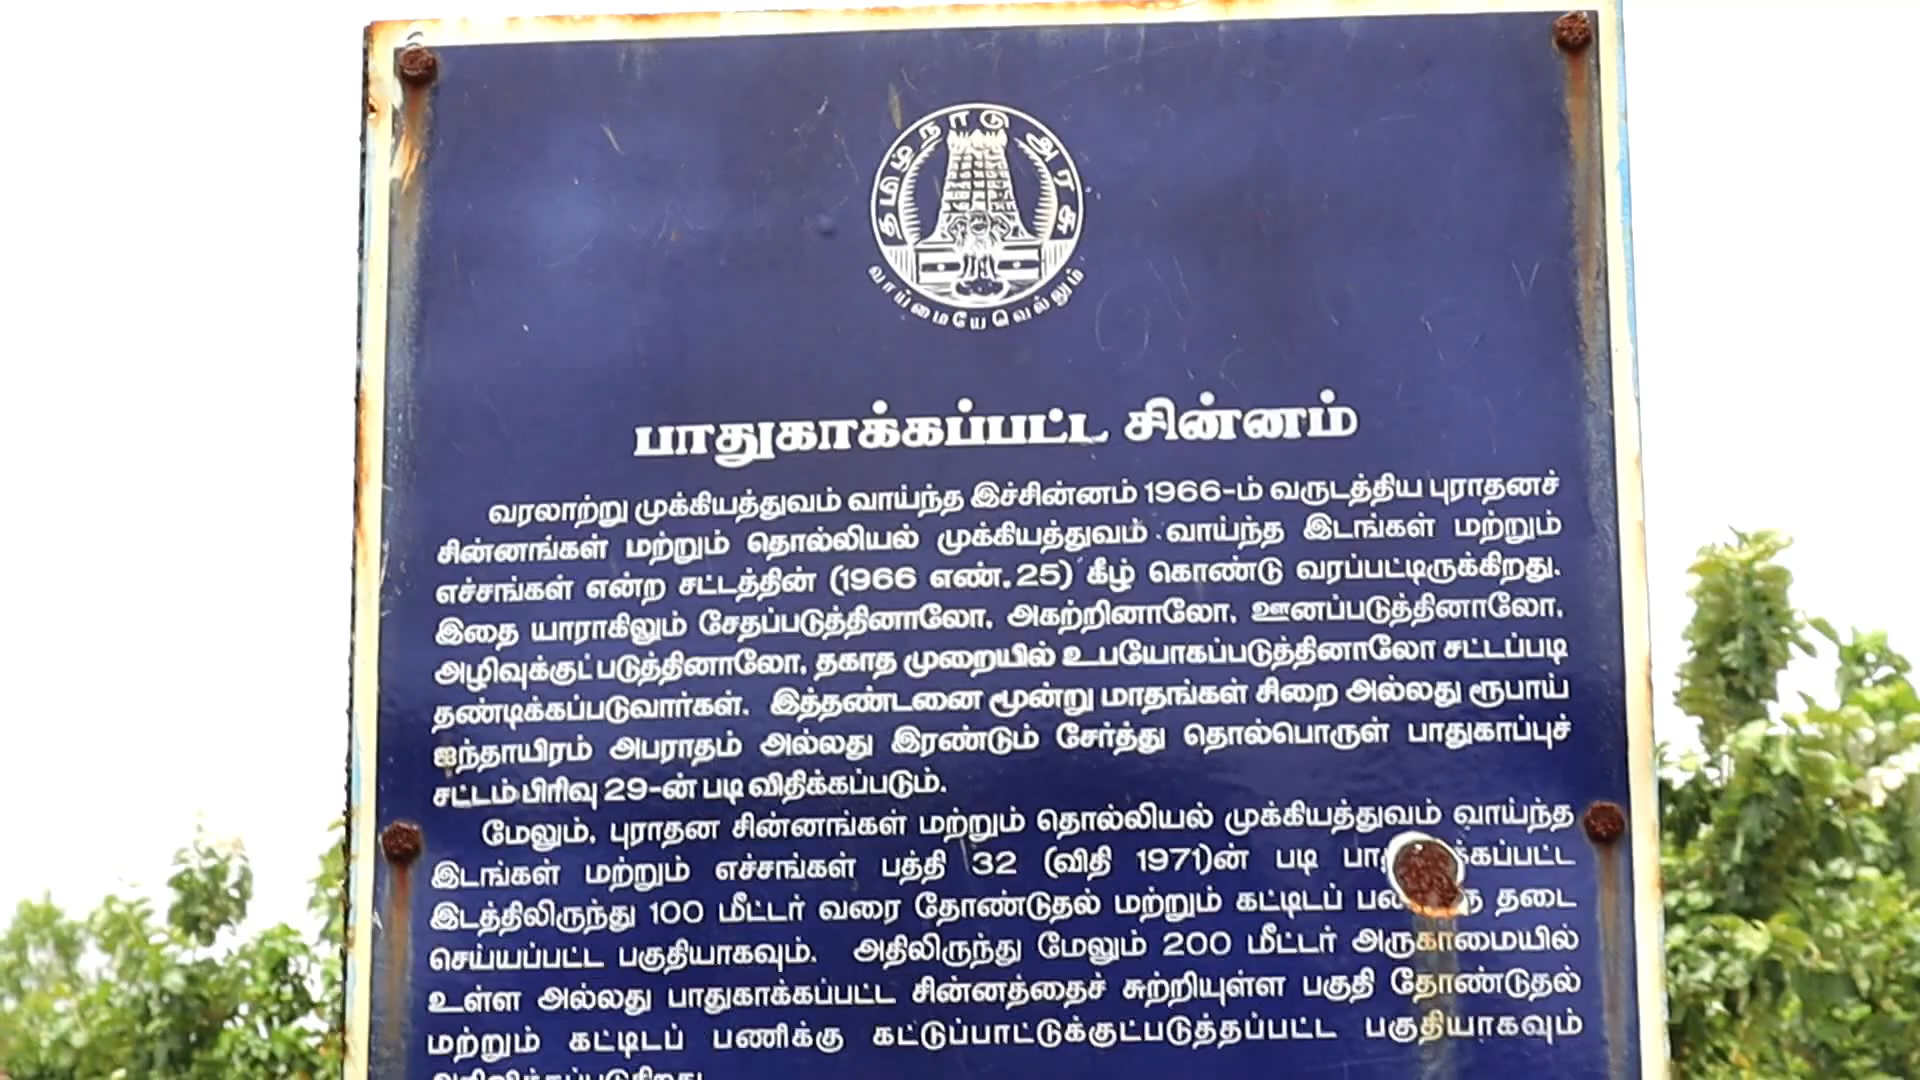 தமிழ்நாடு அரசு
வாய்மையே வெல்லும்
பாதுகாக்கப்பட்ட சின்னம்
வரலாற்று முக்கியத்துவம் வாய்ந்த இச்சின்னம் 1966-ம் வருடத்திய புராதனச்
சின்னங்கள் மற்றும் தொல்லியல் முக்கியத்துவம் வாய்ந்த இடங்கள் மற்றும்
எச்சங்கள் என்ற சட்டத்தின் (1966 எண்.25) கீழ் கொண்டு வரப்பட்டிருக்கிறது.
இதை யாராகிலும் சேதப்படுத்தினாலோ, அகற்றினாலோ, ஊனப்படுத்தினாலோ,
அழிவுக்குட்படுத்தினாலோ, தகாத முறையில் உபயோகப்படுத்தினாலோ சட்டப்படி
தண்டிக்கப்படுவார்கள். இத்தண்டனை மூன்று மாதங்கள் சிறை அல்லது ரூபாய்
ஐந்தாயிரம் அபராதம் அல்லது இரண்டும் சேர்த்து தொல்பொருள் பாதுகாப்புச்
சட்டம் பிரிவு 29-ன் படி விதிக்கப்படும்.
மேலும், புராதன சின்னங்கள் மற்றும் தொல்லியல் முக்கியத்துவம் வாய்ந்த
இடங்கள் மற்றும் எச்சங்கள் பத்தி 32 (விதி 1971)ன் படி
இடத்திலிருந்து 100 மீட்டர் வரை தோண்டுதல் மற்றும் கட்டிடப் தடை
செய்யப்பட்ட பகுதியாகவும். அதிலிருந்து மேலும் 200 மீட்டர் அருகாமையில்
உள்ள அல்லது பாதுகாக்கப்பட்ட சின்னத்தைச் சுற்றியுள்ள பகுதி தோண்டுதல்
மற்றும் கட்டிடப் பணிக்கு கட்டுப்பாட்டுக்குட்படுத்தப்பட்ட பகுதியாகவும்